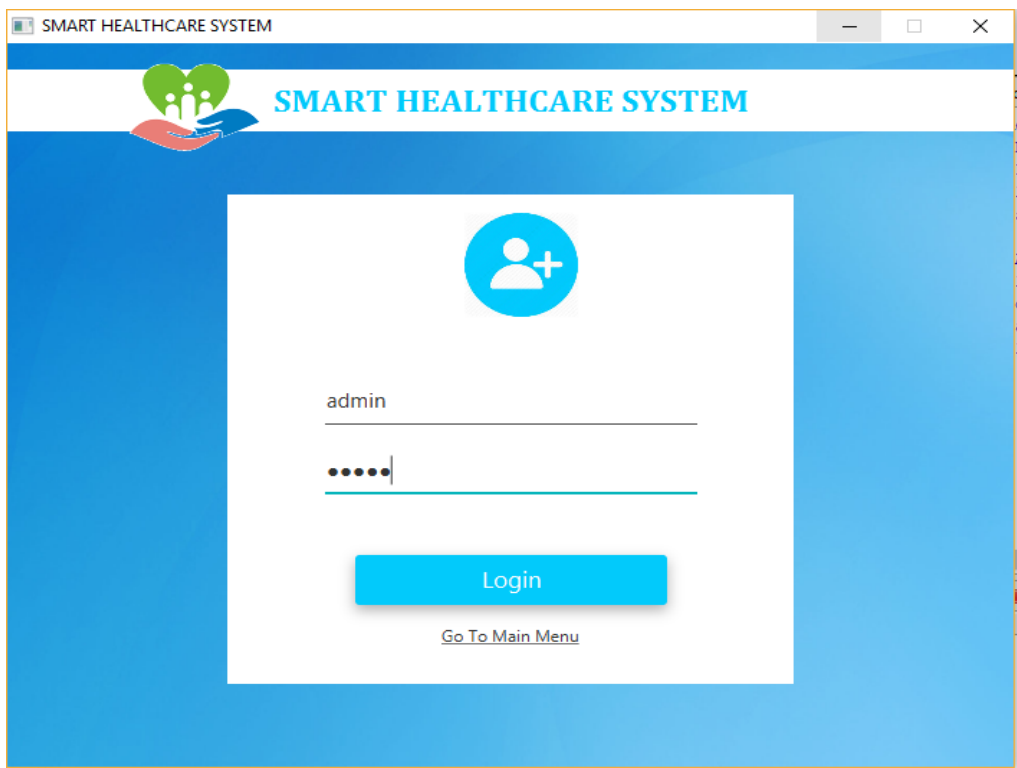 SMART HEALTHCARE SYSTEM
SMART HEALTHCARE SYSTEM
admin
•••••
Login
Go To Main Menu